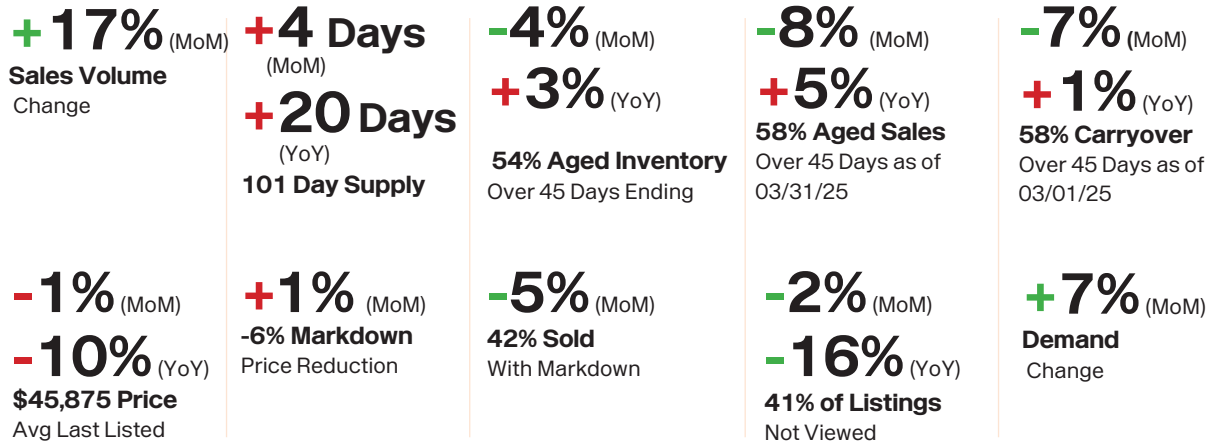 +17% (MoM)
Sales Volume
Change
+4 Days
(MoM)
+20 Days
(YoY)
101 Day Supply
-4% (MoM)
+3% (YoY)
54% Aged Inventory
Over 45 Days Ending
-8% (MoM)
+5% (YoY)
58% Aged Sales
Over 45 Days as of
03/31/25
-7% (MoM)
+1% (YoY)
58% Carryover
Over 45 Days as of
03/01/25
-1% (MoM)
-10% (YoY)
$45,875 Price
Avg Last Listed
+1% (MoM)
-6% Markdown
Price Reduction
-5% (MoM)
42% Sold
With Markdown
-2% (MoM)
-16% (YoY)
41% of Listings
Not Viewed
+7% (MoM)
Demand
Change